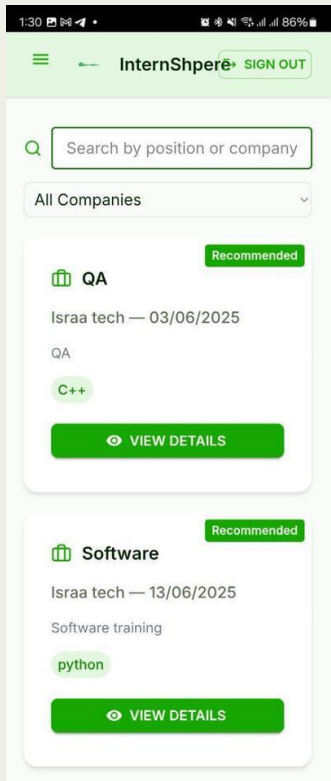 1:30
86%
InternShpere
SIGN OUT
Search by position or company
All Companies
Recommended
QA
Israa tech — 03/06/2025
QA
C++
VIEW DETAILS
Recommended
Software
Israa tech — 13/06/2025
Software training
python
VIEW DETAILS